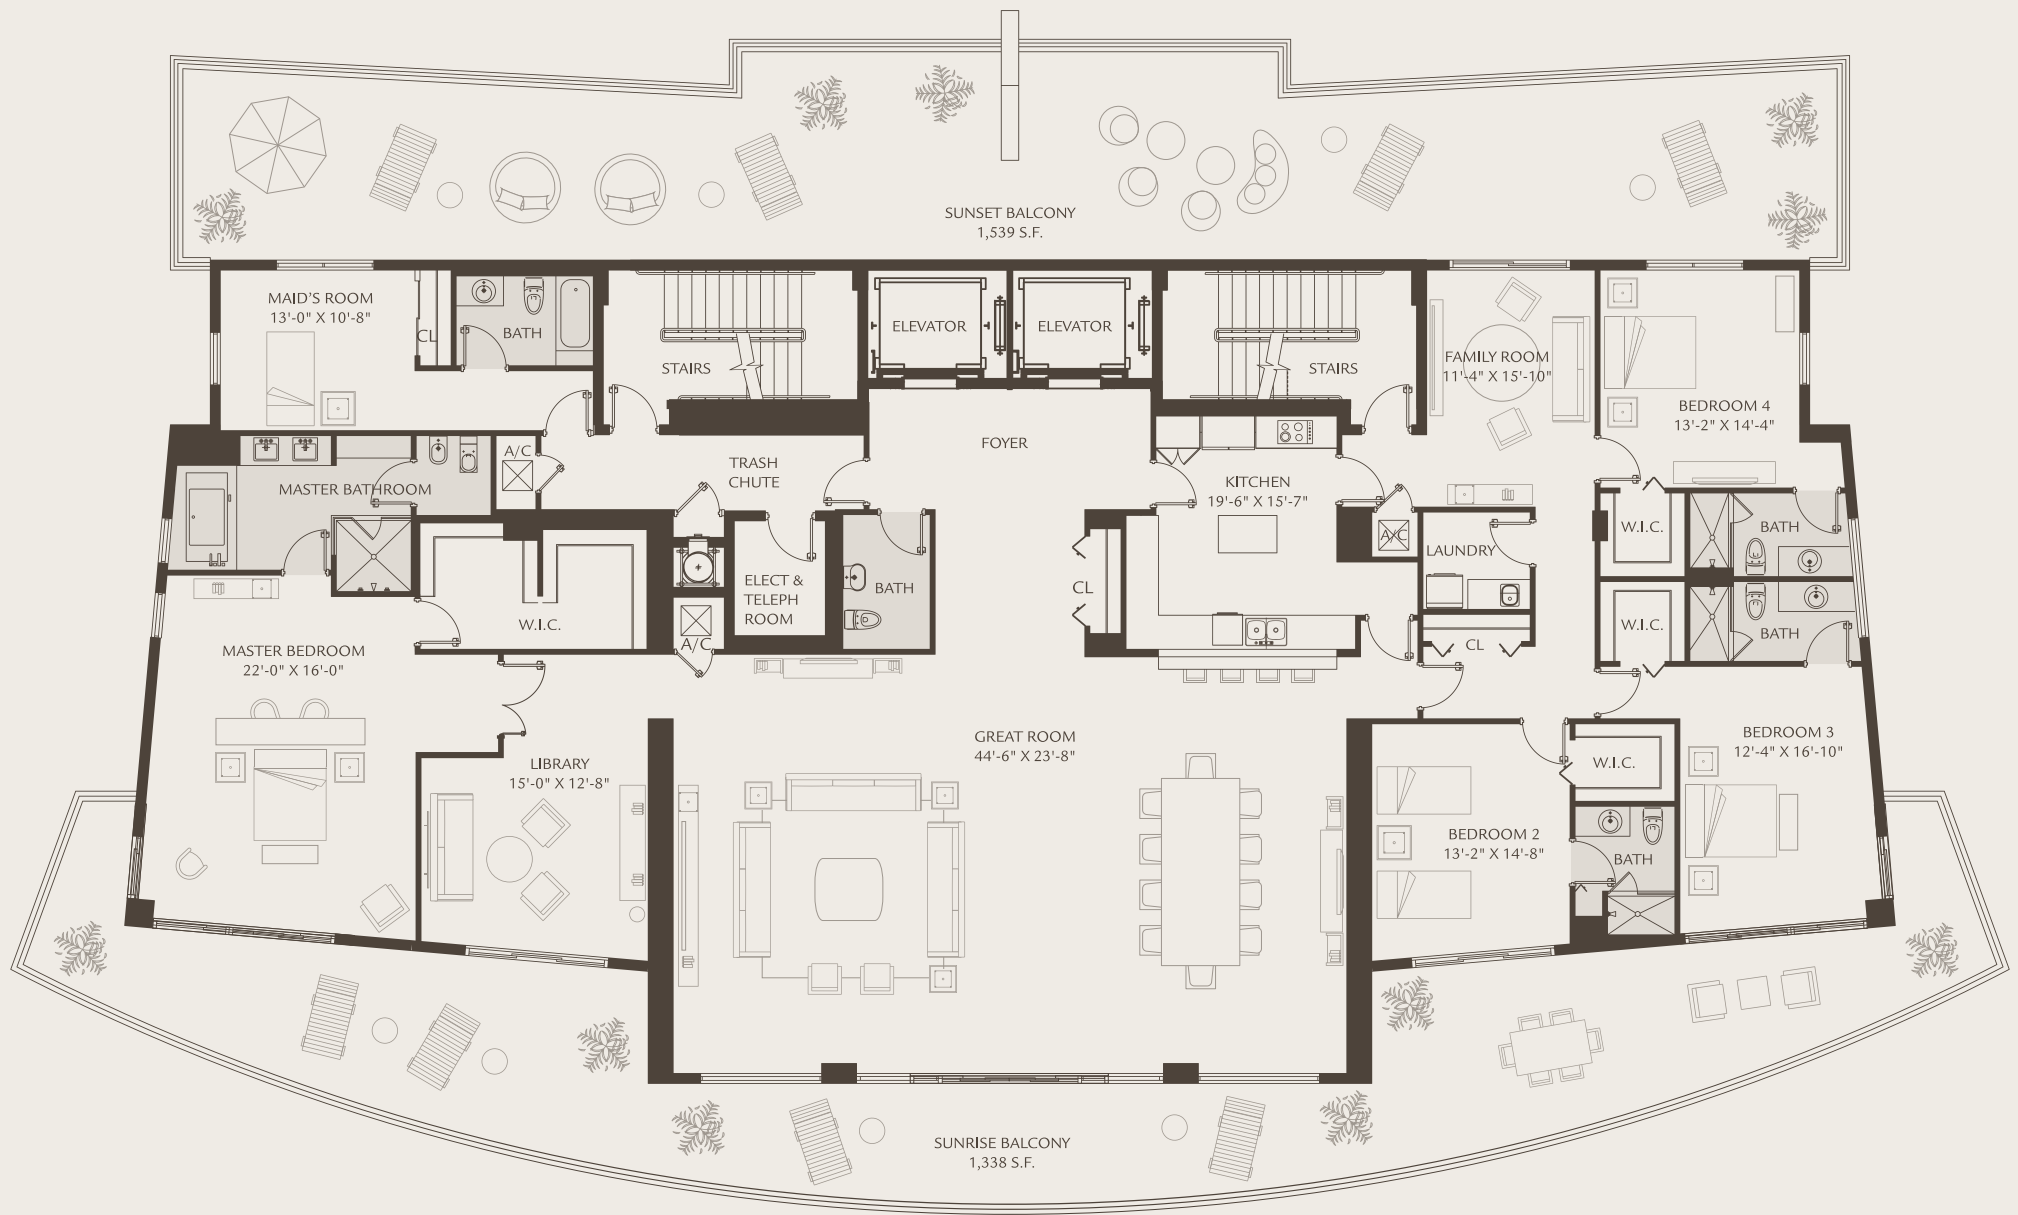 SUNSET BALCONY
1,539 S.F.
MAID'S ROOM
13'-0" X 10'-8"
CL
BATH
STAIRS
ELEVATOR
ELEVATOR
STAIRS
FAMILY ROOM
11'-4" X 15'-10"
BEDROOM 4
13'-2" X 14'-4"
A/C
TRASH
CHUTE
FOYER
KITCHEN
19'-6" X 15'-7"
MASTER BATHROOM
A/C
LAUNDRY
W.I.C.
BATH
ELECT &
TELEPH
ROOM
BATH
CL
W.I.C.
A/C
CL
W.I.C.
BATH
MASTER BEDROOM
22'-0" X 16'-0"
LIBRARY
15'-0" X 12'-8"
GREAT ROOM
44'-6" X 23'-8"
W.I.C.
BEDROOM 3
12'-4" X 16'-10"
BEDROOM 2
13'-2" X 14'-8"
BATH
SUNRISE BALCONY
1,338 S.F.